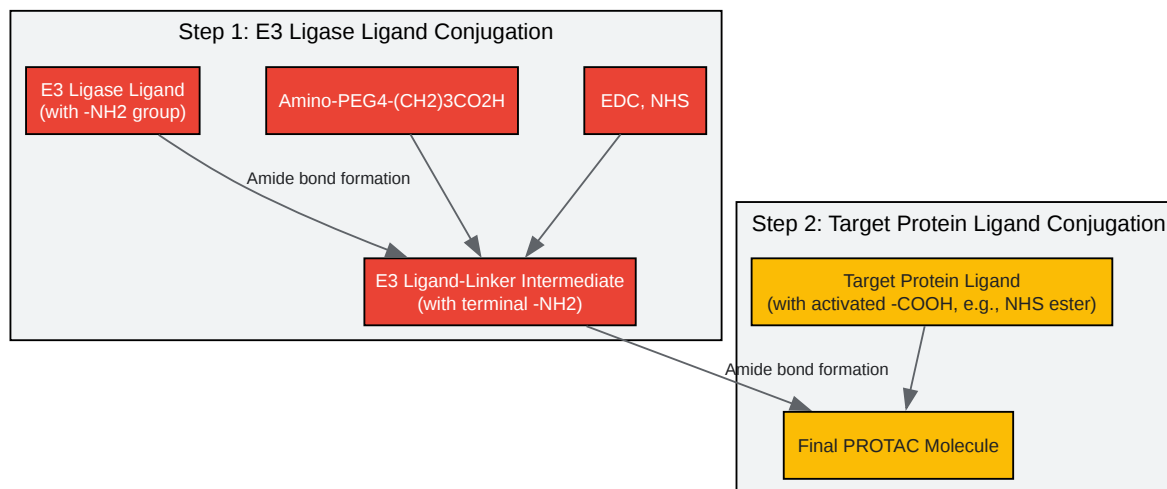 Step 1: E3 Ligase Ligand Conjugation
E3 Ligase Ligand
(with -NH2 group)
Amino-PEG4-(CH2)3CO2H
EDC, NHS
Amide bond formation
E3 Ligand-Linker Intermediate
(with terminal -NH2)
Step 2: Target Protein Ligand Conjugation
Target Protein Ligand
(with activated -COOH, e.g., NHS ester)
Amide bond formation
Final PROTAC Molecule